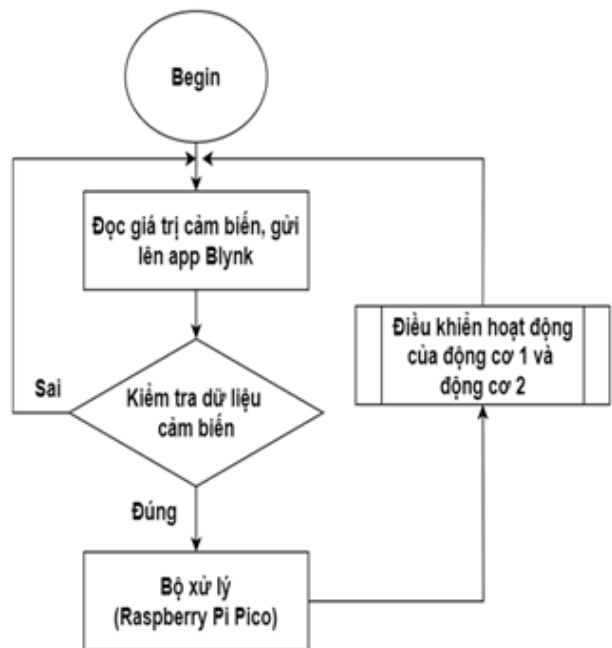 Begin
Đọc giá trị cảm biến, gửi
lên app Blynk
Điều khiển hoạt động
của động cơ 1 và
động cơ 2
Sai
Kiểm tra dữ liệu
cảm biến
Đúng
Bộ xử lý
(Raspberry Pi Pico)